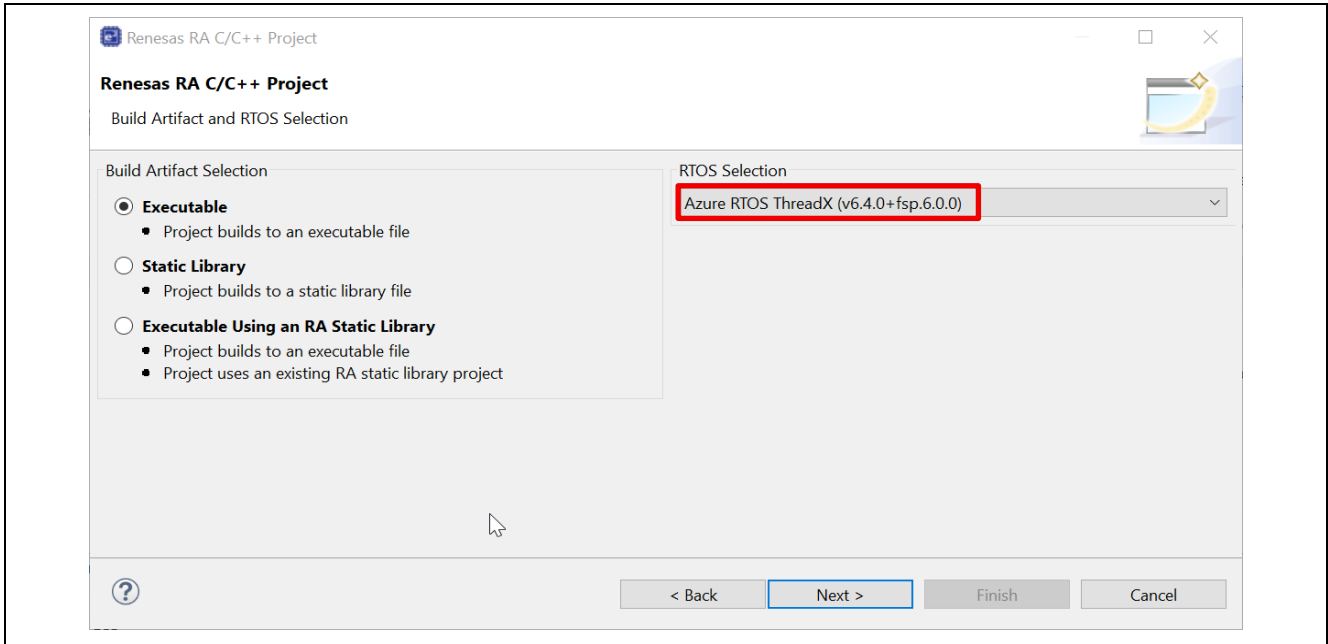 Renesas RA C/C++ Project
Renesas RA C/C++ Project
Build Artifact and RTOS Selection
Build Artifact Selection
Executable
Project builds to an executable file
Static Library
Project builds to a static library file
Executable Using an RA Static Library
Project builds to an executable file
Project uses an existing RA static library project
RTOS Selection
Azure RTOS ThreadX (v6.4.0+fsp.6.0.0)
?
< Back
Next >
Finish
Cancel